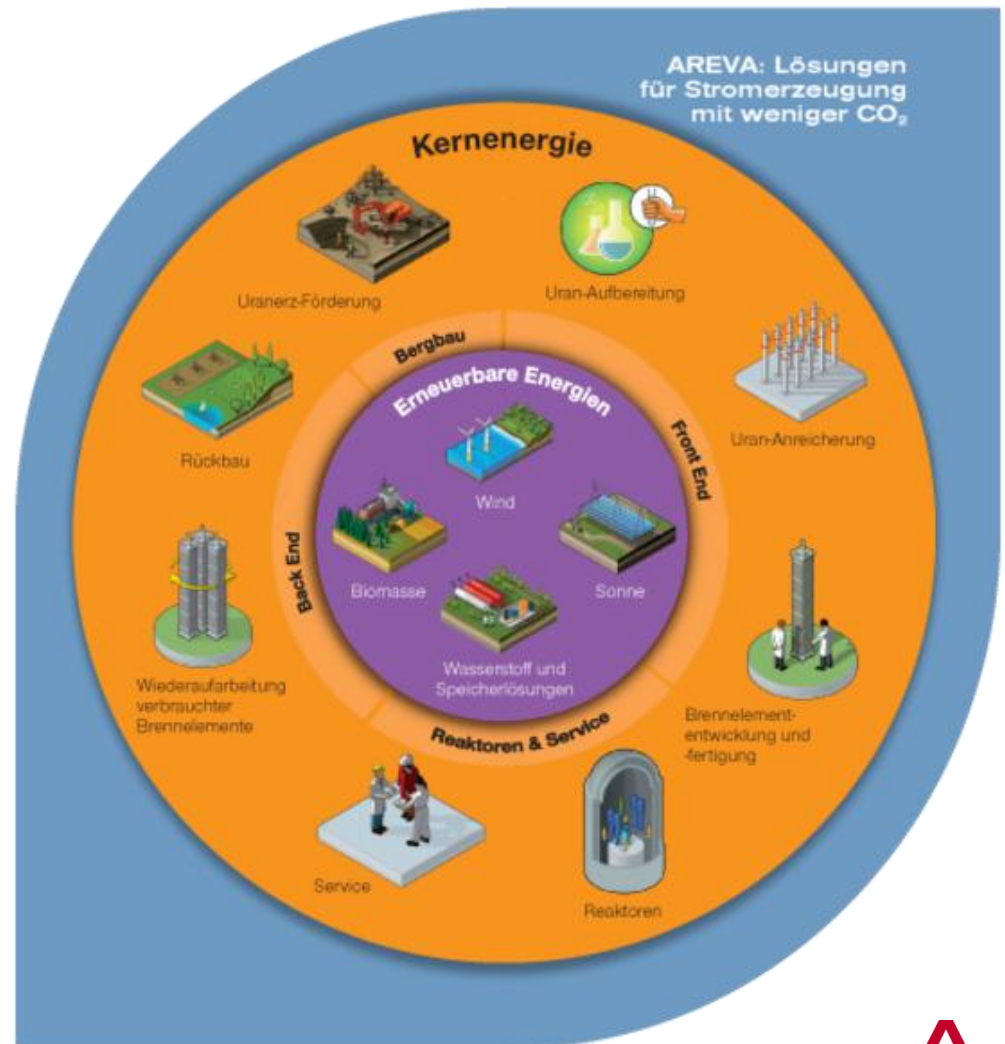 AREVA: Lösungen
für Stromerzeugung
mit weniger CO₂
Kernenergie
Uranerz-Förderung
Uran-Aufbereitung
Bergbau
Erneuerbare Energien
Rückbau
Uran-Anreicherung
Front End
Wind
Back End
Biomasse
Sonne
Wasserstoff und
Speicherlösungen
Wiederaufarbeitung
verbrauchter
Brennelemente
Brennelement-
entwicklung und
-fertigung
Reaktoren & Service
Service
Reaktoren